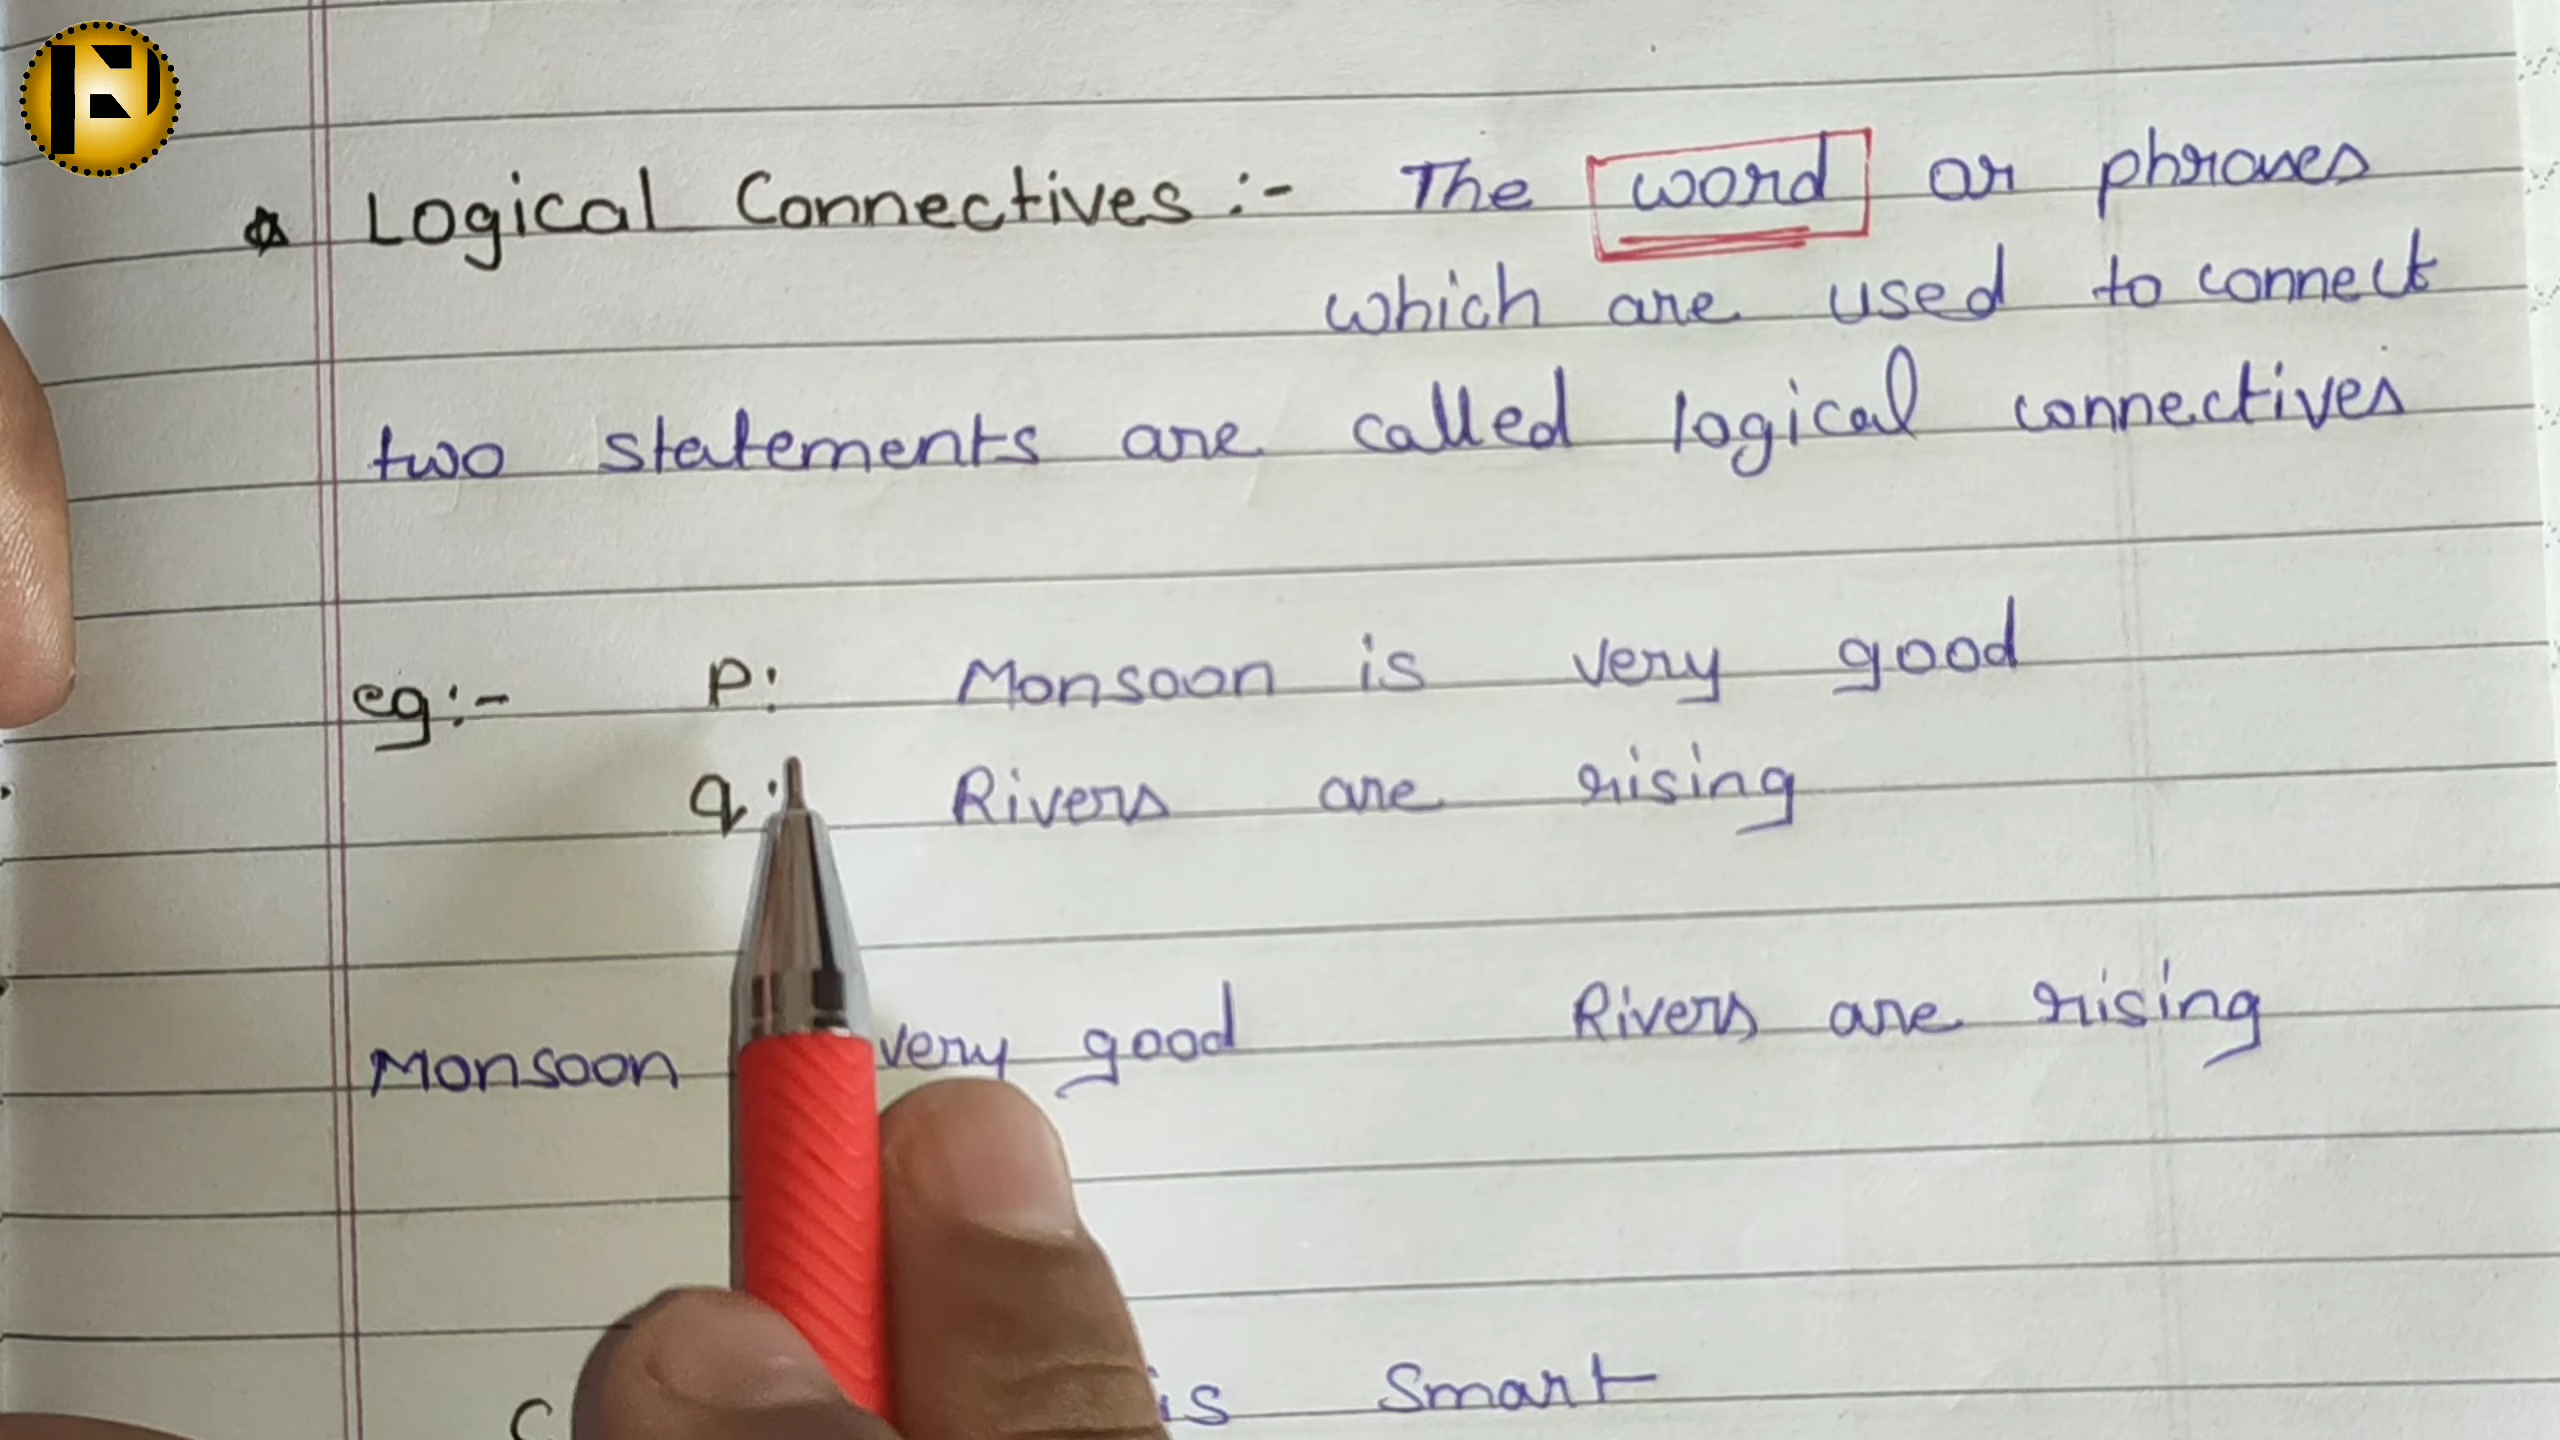 Logical Connectives :- The word or phrases
which are used to connect
two statements are called logical connectives
eg:- P: Monsoon is very good
q: Rivers are rising
Monsoon very good Rivers are rising
is Smart